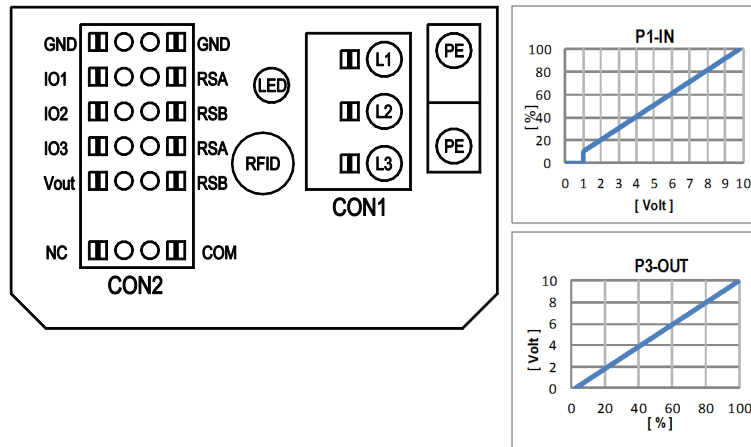 GND GND
IO1 RSA
IO2 RSB
IO3 RSA
Vout RSB
NC COM
CON2
LED
RFID
L1
L2
L3
CON1
PE
PE
P1-IN
[ %]
100
80
60
40
20
0
0 1 2 3 4 5 6 7 8 9 10
[ Volt ]
P3-OUT
[ Volt ]
10
8
6
4
2
0
0 20 40 60 80 100
[ % ]